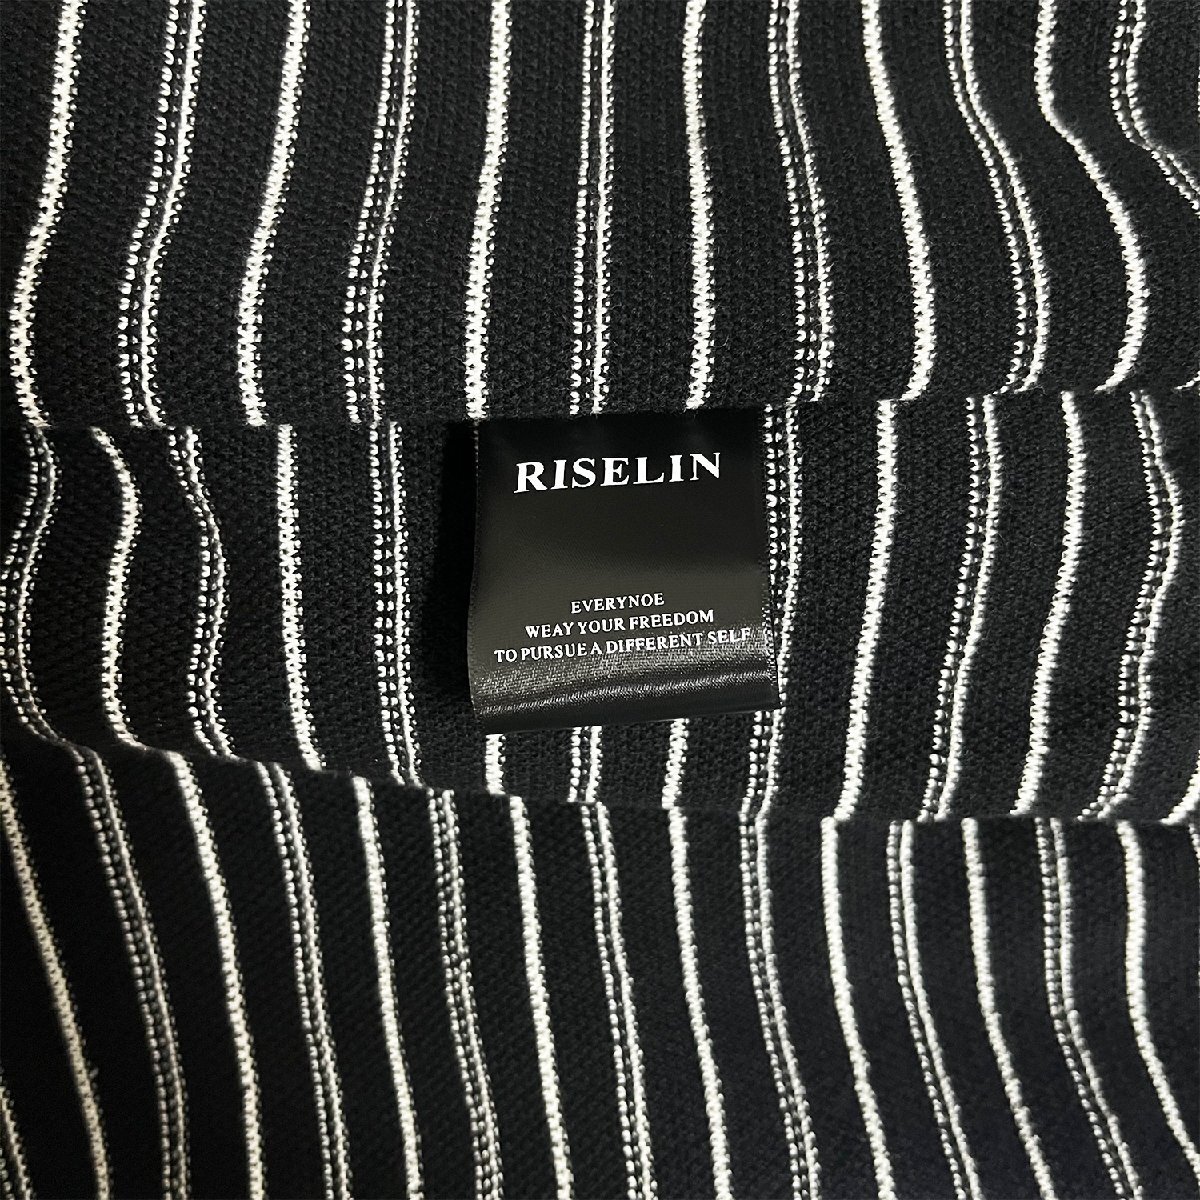 RISELIN
EVERYNOE
WEAY YOUR FREEDOM
TO PURSUE A DIFFERENT SELF